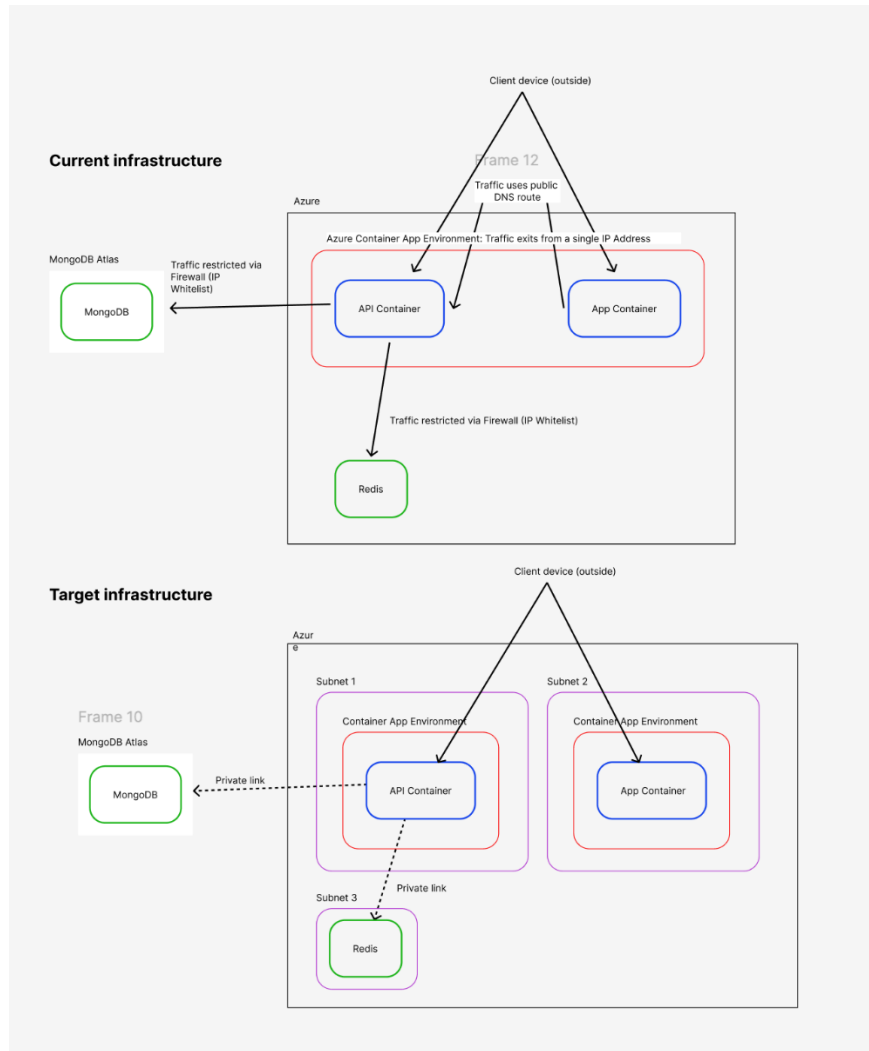 Client device (outside)
Current infrastructure
Frame 12
Traffic uses public
DNS route
Azure
Azure Container App Environment: Traffic exits from a single IP Address
MongoDB Atlas
Traffic restricted via
Firewall (IP
Whitelist)
MongoDB
API Container
App Container
Traffic restricted via Firewall (IP Whitelist)
Redis
Client device (outside)
Target infrastructure
Azur
e
Subnet 1
Subnet 2
Frame 10
Container App Environment
Container App Environment
MongoDB Atlas
Private link
MongoDB
API Container
App Container
Private link
Subnet 3
Redis